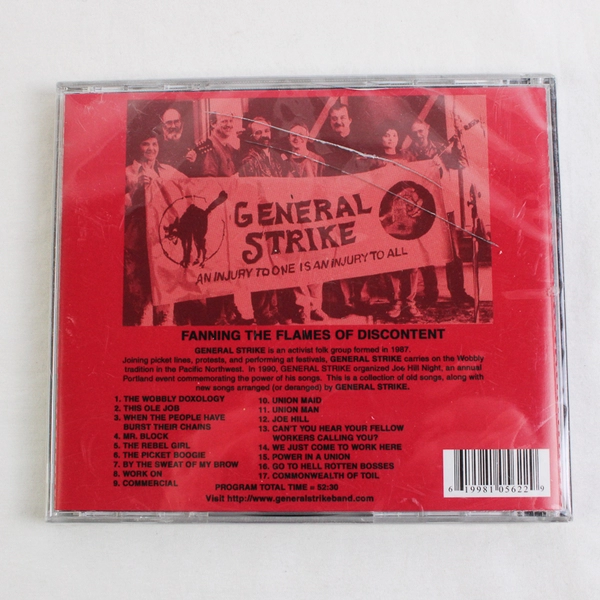 GENERAL
STRIKE
AN INJURY TO ONE IS AN INJURY TO ALL
FANNING THE FLAMES OF DISCONTENT
GENERAL STRIKE is an activist folk group formed in 1987.
Joining picket lines, protests, and performing at festivals, GENERAL STRIKE carries on the Wobbly
tradition in the Pacific Northwest. In 1990, GENERAL STRIKE organized Joe Hill Night, an annual
Portland event commemorating the power of his songs. This is a collection of old songs, along with
new songs arranged (or deranged) by GENERAL STRIKE.
1. THE WOBBLY DOXOLOGY
2. THIS OLE JOB
3. WHEN THE PEOPLE HAVE
BURST THEIR CHAINS
4. MR. BLOCK
5. THE REBEL GIRL
6. THE PICKET BOOGIE
7. BY THE SWEAT OF MY BROW
8. WORK ON
9. COMMERCIAL
10. UNION MAID
11. UNION MAN
12. JOE HILL
13. CAN'T YOU HEAR YOUR FELLOW
WORKERS CALLING YOU?
14. WE JUST COME TO WORK HERE
15. POWER IN A UNION
16. GO TO HELL ROTTEN BOSSES
17. COMMONWEALTH OF TOIL
PROGRAM TOTAL TIME = 52:30
Visit http://www.generalstrikeband.com
6 19981 05622 9